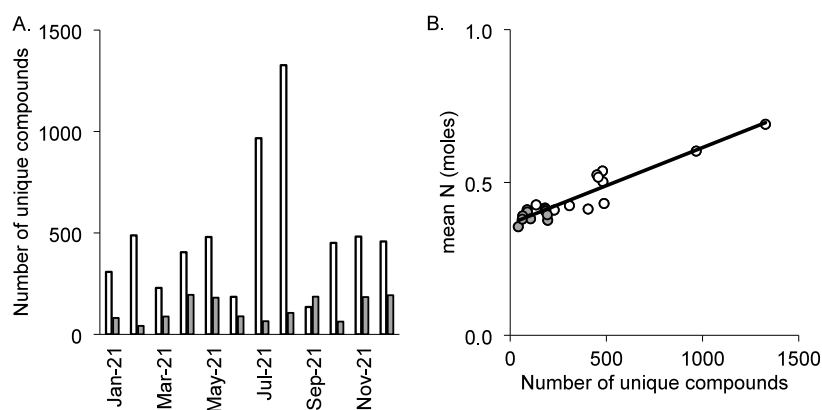 A.
Number of unique compounds
1500
1000
500
0
Jan-21
Mar-21
May-21
Jul-21
Sep-21
Nov-21
B.
mean N (moles)
1.0
0.5
0.0
0
500
1000
1500
Number of unique compounds